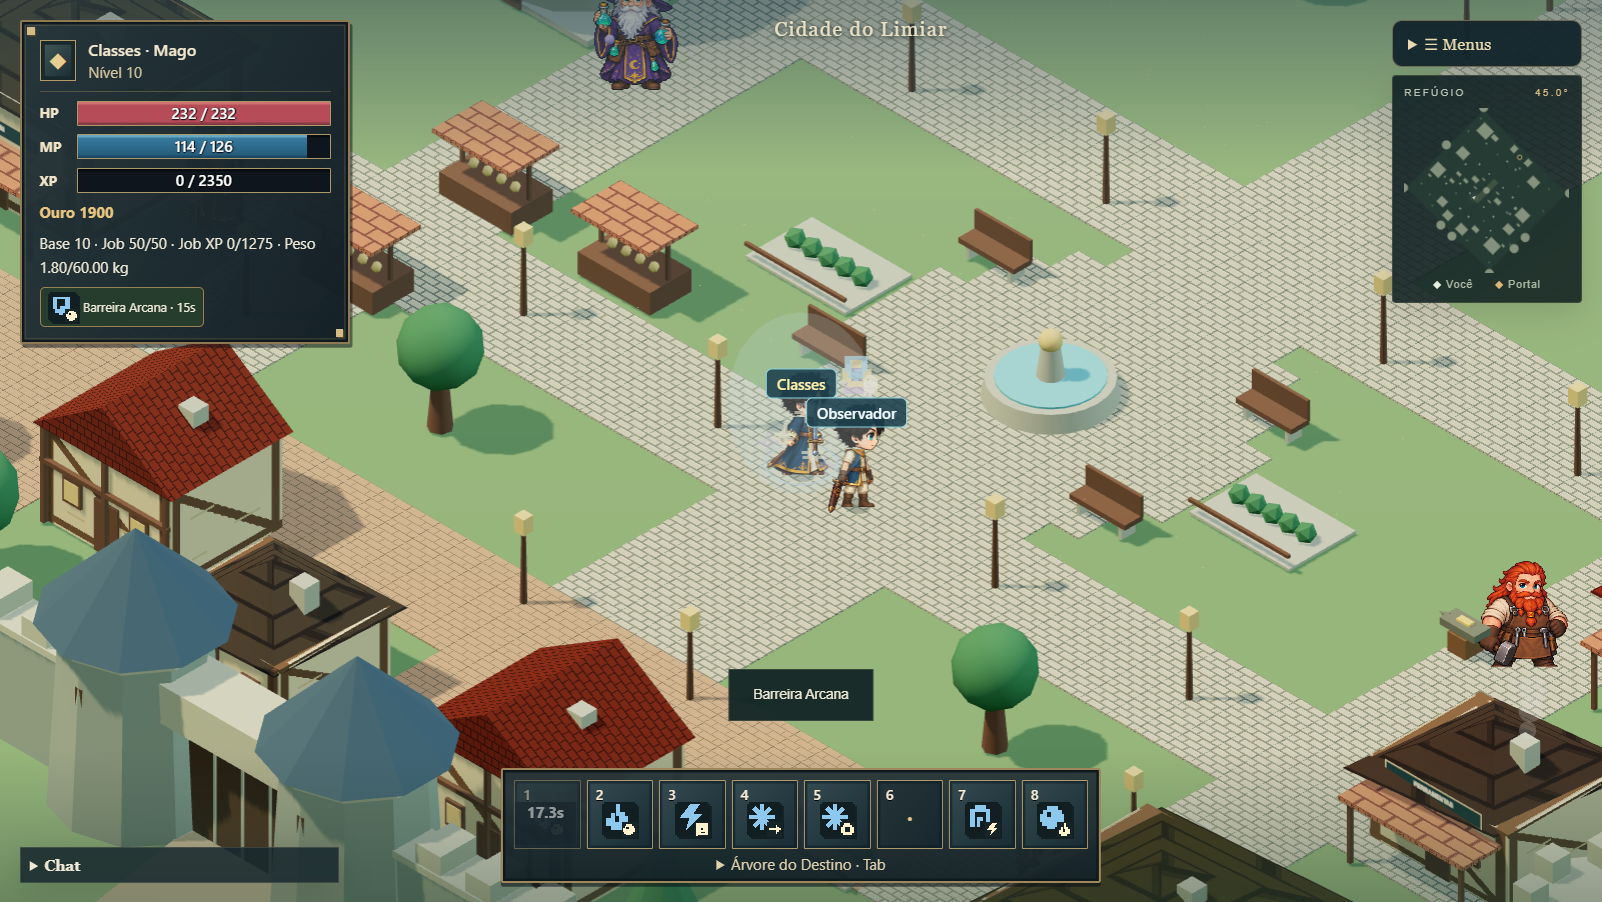 Classes · Mago
Nível 10
HP
232 / 232
MP
114 / 126
XP
0 / 2350
Ouro 1900
Base 10 · Job 50/50 · Job XP 0/1275 · Peso
1.80/60.00 kg
Barreira Arcana · 15s
Cidade do Limiar
▶ ☰ Menus
REFÚGIO
45.0°
Você
Portal
Classes
Observador
Barreira Arcana
1
17.3s
2
3
4
5
6
7
8
▶ Árvore do Destino · Tab
▶ Chat